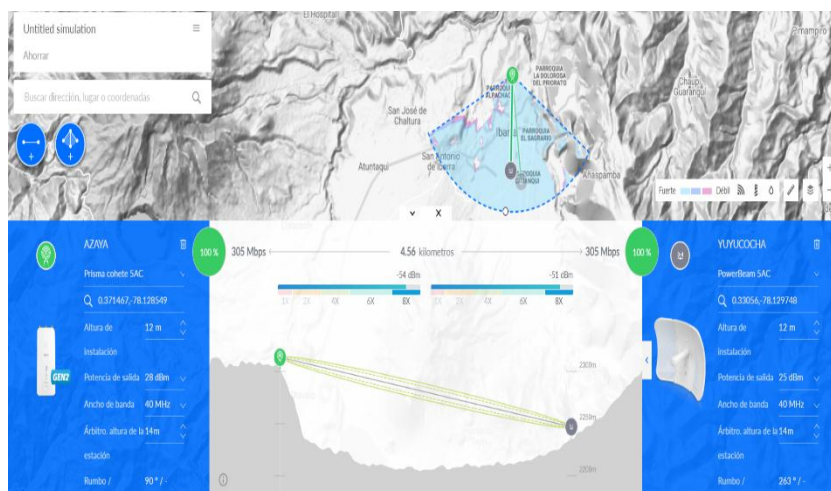 Untitled simulation
Ahorrar
Buscar dirección, lugar o coordenadas
El Hospital
Pimampiro
PARROQUIA
LA DOLOROSA
DEL PRIORATO
Chaup
Guarangui
San José de
Chaltura
Ibarra
PARROQUIA
EL SAGRARIO
Atuntaqui
San Antonio
de Ibarra
Añaspamba
Fuerte
Débil
AZAYA
100 %
305 Mbps
4.56 kilometros
305 Mbps
100 %
YUYUCOCHA
-54 dBm
-51 dBm
Prisma cohete 5AC
PowerBeam 5AC
1X 2X 4X 6X 8X
1X 2X 4X 6X 8X
0.371467,-78.128549
0.33056,-78.129748
Altura de
instalación
12 m
Altura de
instalación
12 m
GEN2
Potencia de salida 28 dBm
Potencia de salida 25 dBm
Ancho de banda 40 MHz
Ancho de banda 40 MHz
Árbitro. altura de la 14m
estación
Árbitro. altura de la 14m
estación
Rumbo / 90 ° / -
Rumbo / 263 ° / -
2300m
2250m
2200m